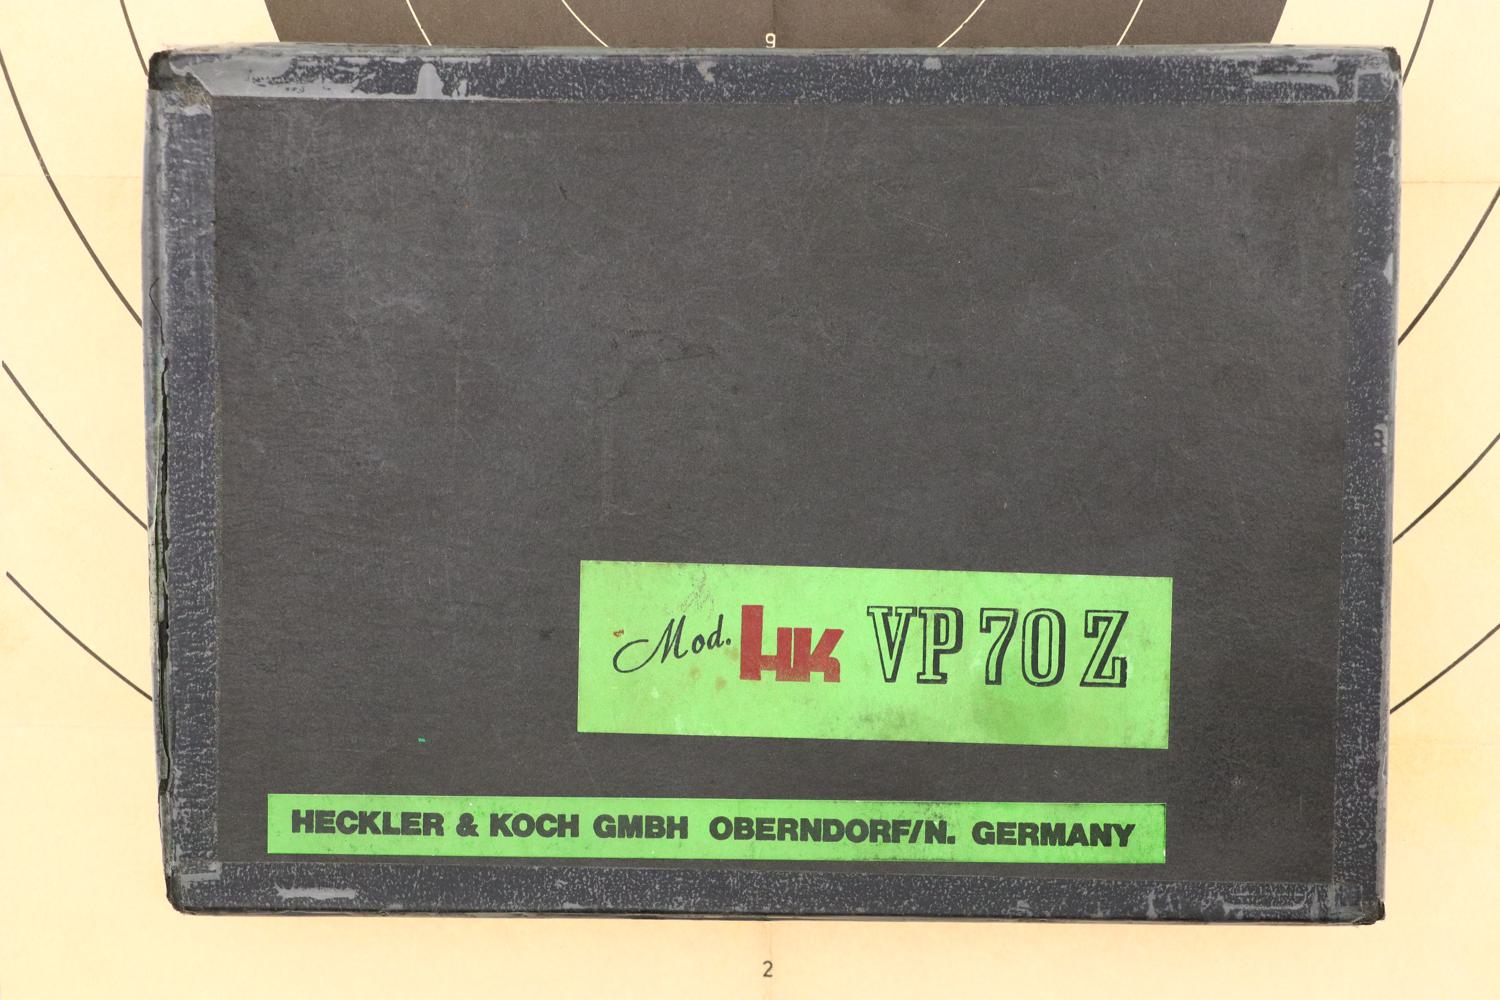 9
Mod. HK VP 70 Z
HECKLER & KOCH GMBH OBERNDORF/N. GERMANY
2